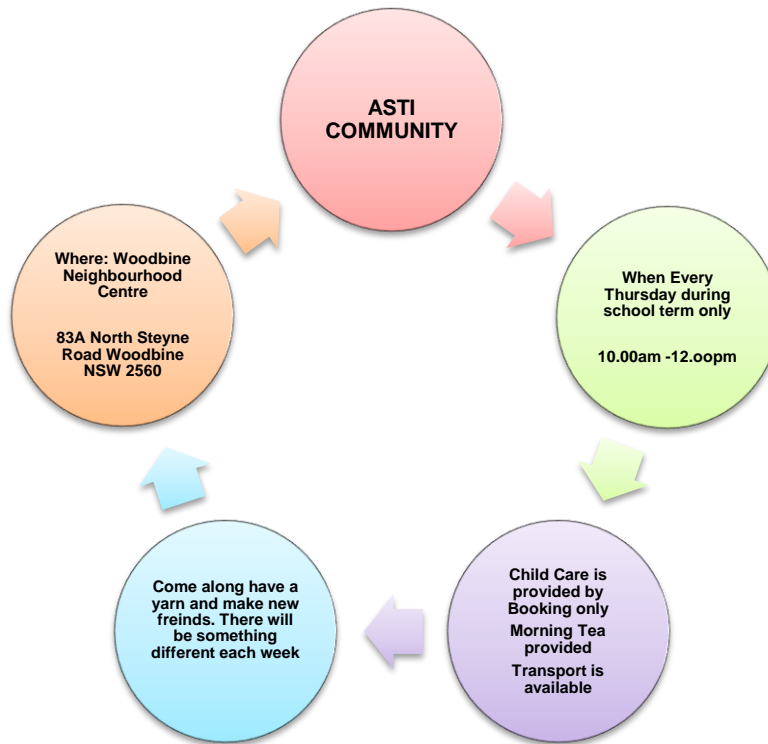 ASTI
COMMUNITY
When Every
Thursday during
school term only
10.00am -12.oopm
Child Care is
provided by
Booking only
Morning Tea
provided
Transport is
available
Come along have a
yarn and make new
freinds. There will
be something
different each week
Where: Woodbine
Neighbourhood
Centre
83A North Steyne
Road Woodbine
NSW 2560